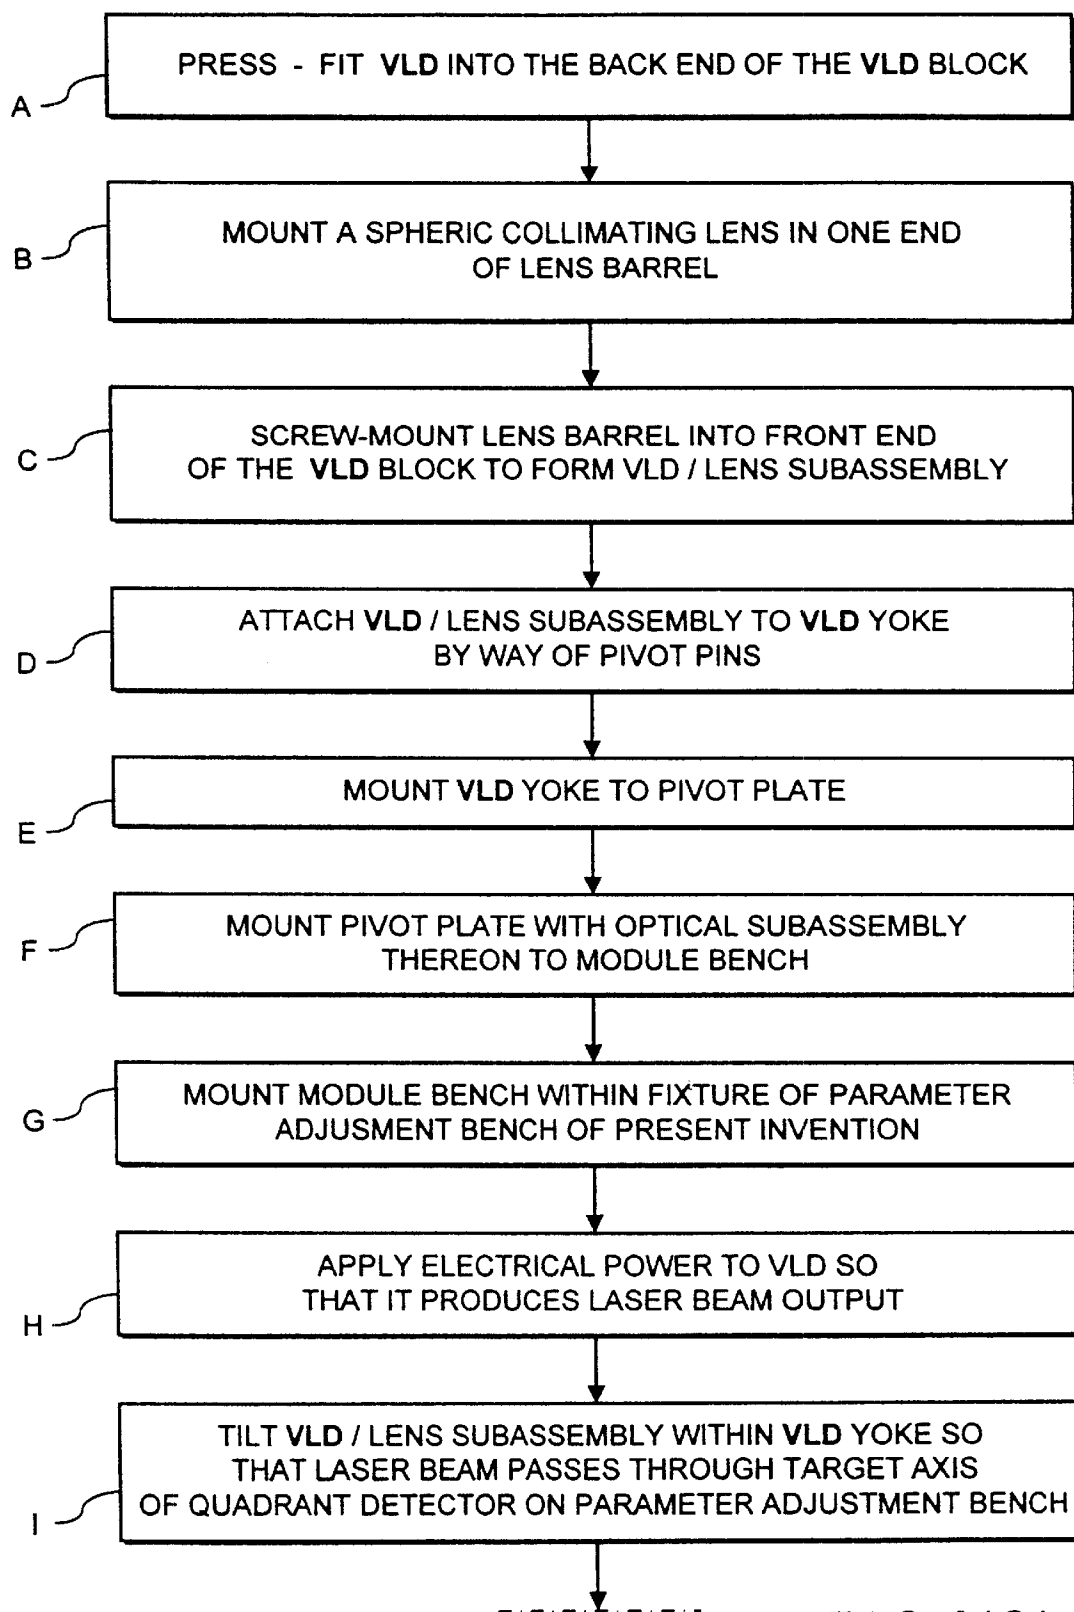 PRESS - FIT VLD INTO THE BACK END OF THE VLD BLOCK
A
MOUNT A SPHERIC COLLIMATING LENS IN ONE END
OF LENS BARREL
B
SCREW-MOUNT LENS BARREL INTO FRONT END
OF THE VLD BLOCK TO FORM VLD / LENS SUBASSEMBLY
C
ATTACH VLD / LENS SUBASSEMBLY TO VLD YOKE
BY WAY OF PIVOT PINS
D
MOUNT VLD YOKE TO PIVOT PLATE
E
MOUNT PIVOT PLATE WITH OPTICAL SUBASSEMBLY
THEREON TO MODULE BENCH
F
MOUNT MODULE BENCH WITHIN FIXTURE OF PARAMETER
ADJUSMENT BENCH OF PRESENT INVENTION
G
APPLY ELECTRICAL POWER TO VLD SO
THAT IT PRODUCES LASER BEAM OUTPUT
H
TILT VLD / LENS SUBASSEMBLY WITHIN VLD YOKE SO
THAT LASER BEAM PASSES THROUGH TARGET AXIS
OF QUADRANT DETECTOR ON PARAMETER ADJUSTMENT BENCH
I